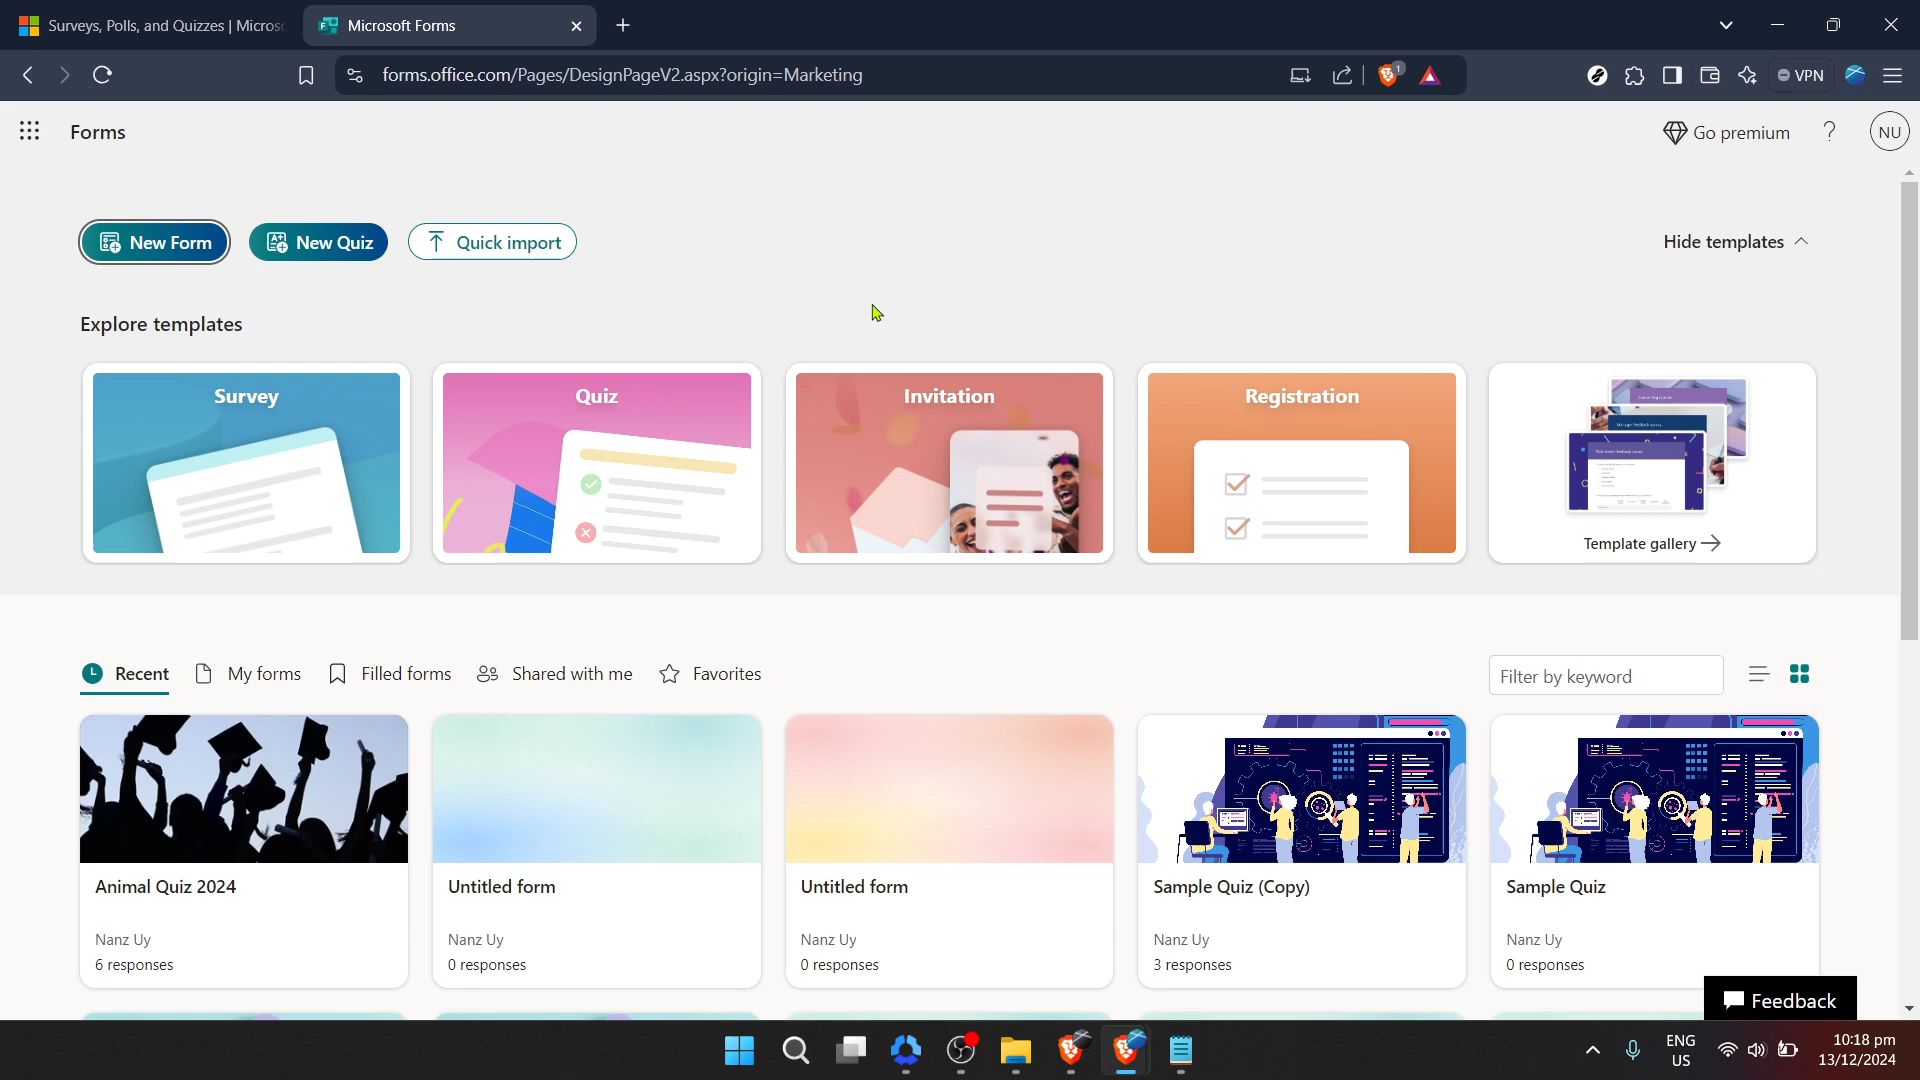 Surveys, Polls, and Quizzes | Micros
Microsoft Forms
forms.office.com/Pages/DesignPageV2.aspx?origin=Marketing
1
VPN
Forms
Go premium
?
NU
New Form
New Quiz
Quick import
Hide templates
Explore templates
Survey
Quiz
Invitation
Registration
Template gallery
Recent
My forms
Filled forms
Shared with me
Favorites
Filter by keyword
Animal Quiz 2024
Untitled form
Untitled form
Sample Quiz (Copy)
Sample Quiz
Nanz Uy
Nanz Uy
Nanz Uy
Nanz Uy
Nanz Uy
6 responses
0 responses
0 responses
3 responses
0 responses
Feedback
ENG
US
10:18 pm
13/12/2024